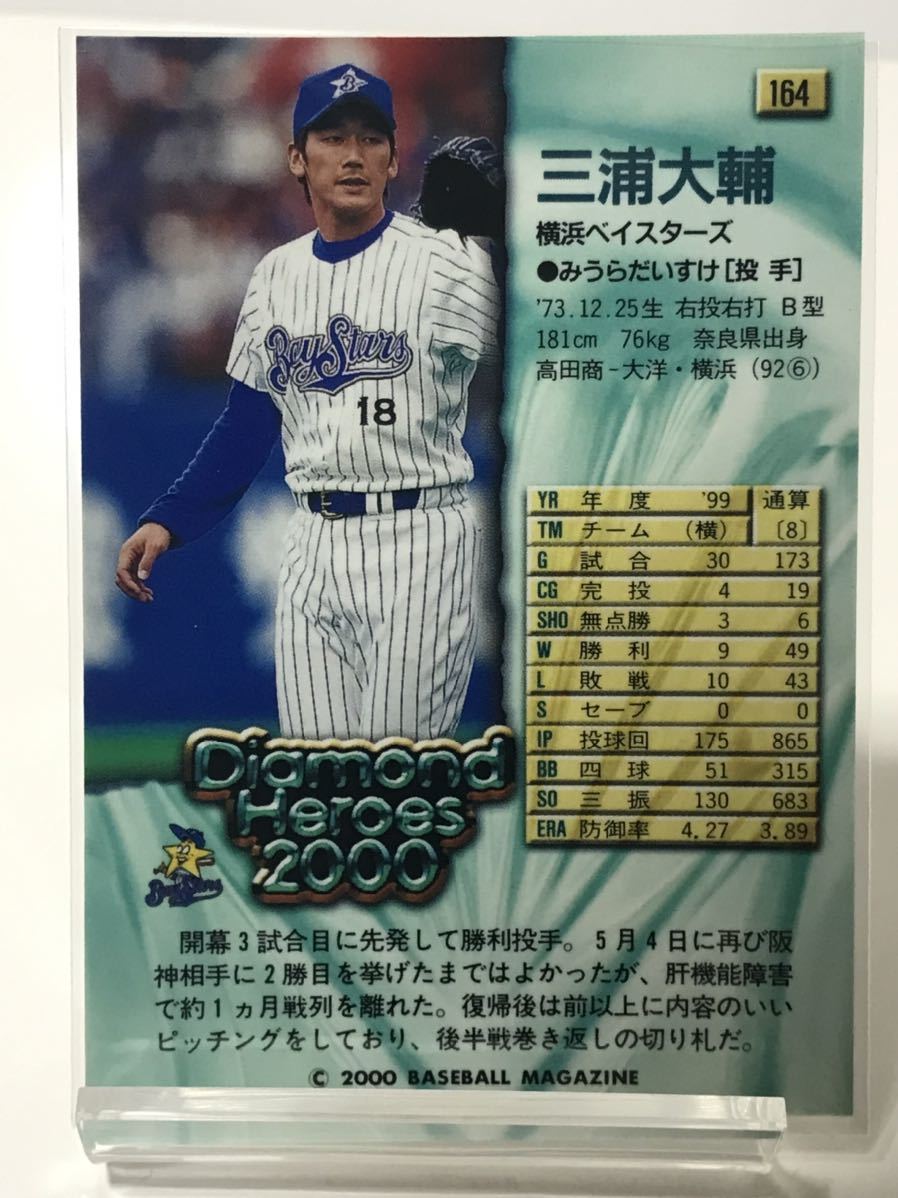 164
三浦大輔
横浜ベイスターズ
●みうらだいすけ[投 手]
'73.12.25生 右投右打 B型
181cm 76kg 奈良県出身
高田商-大洋・横浜 (92⑥)
B
BayStars
18
YR 年 度 '99 通算
TM チーム (横) [8]
G 試 合 30 173
CG 完 投 4 19
SHO 無点勝 3 6
W 勝 利 9 49
L 敗 戦 10 43
S セーブ 0 0
IP 投球回 175 865
BB 四 球 51 315
SO 三 振 130 683
ERA 防御率 4.27 3.89
Diamond
Heroes
2000
BayStars
開幕3試合目に先発して勝利投手。5月4日に再び阪
神相手に2勝目を挙げたまではよかったが、肝機能障害
で約1ヵ月戦列を離れた。復帰後は前以上に内容のいい
ピッチングをしており、後半戦巻き返しの切り札だ。
© 2000 BASEBALL MAGAZINE